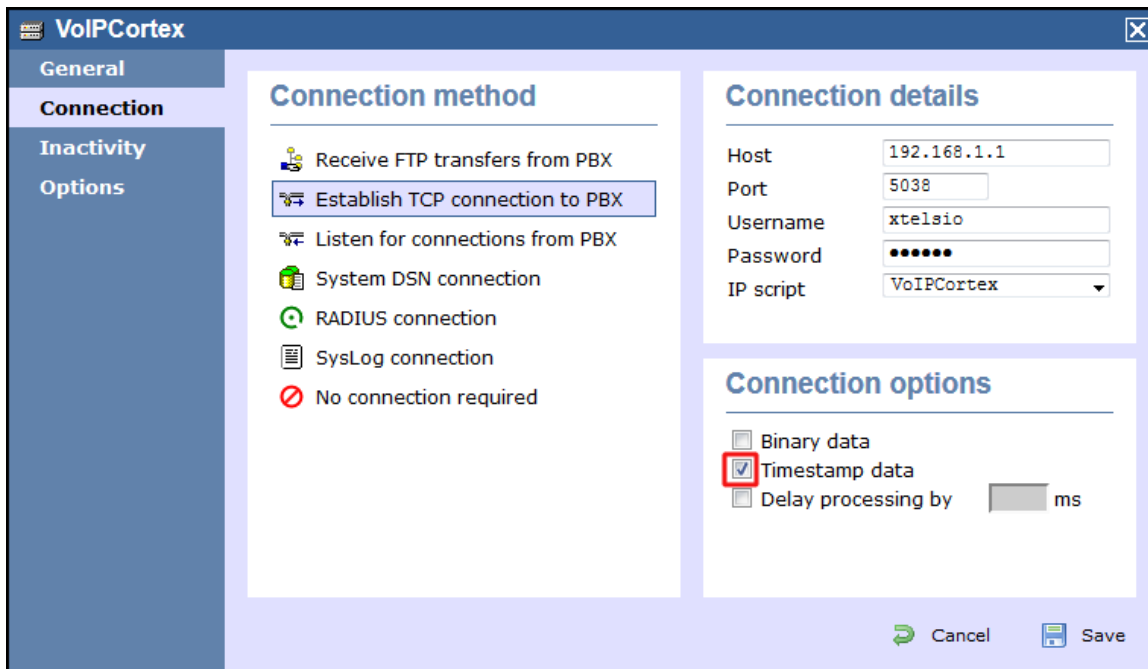 VoIPCortex
General
Connection
Inactivity
Options
Connection method
Receive FTP transfers from PBX
Establish TCP connection to PBX
Listen for connections from PBX
System DSN connection
RADIUS connection
SysLog connection
No connection required
Connection details
Host 192.168.1.1
Port 5038
Username xtelsio
Password ••••••
IP script VoIPCortex
Connection options
Binary data
Timestamp data
Delay processing by ms
Cancel Save